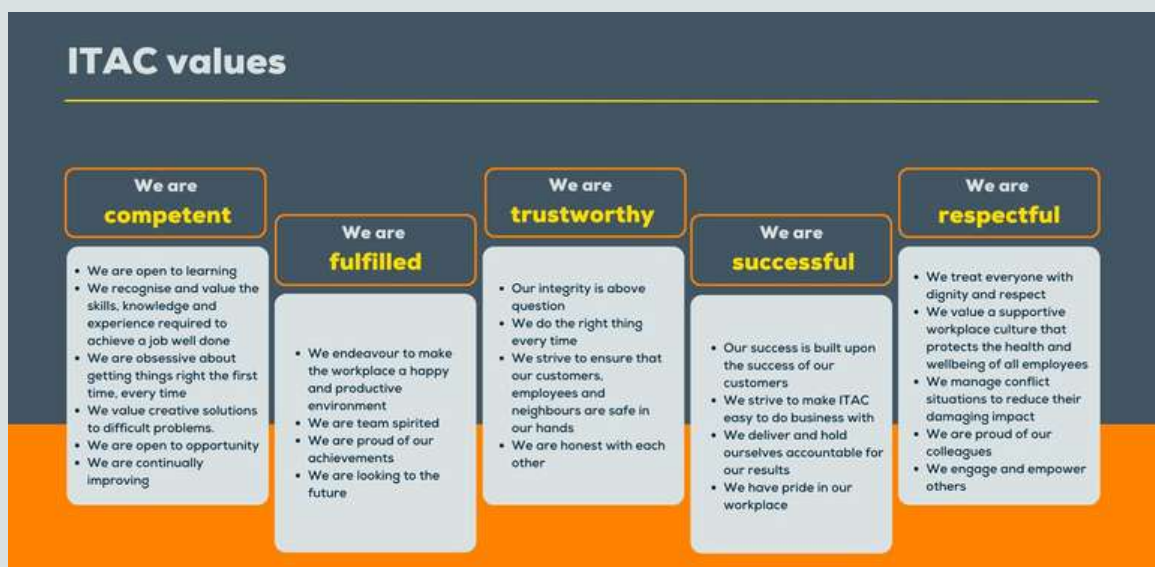 ITAC values
We are
competent
• We are open to learning
• We recognise and value the
skills, knowledge and
experience required to
achieve a job well done
• We are obsessive about
getting things right the first
time, every time
• We value creative solutions
to difficult problems.
• We are open to opportunity
• We are continually
improving
We are
fulfilled
• We endeavour to make
the workplace a happy
and productive
environment
• We are team spirited
• We are proud of our
achievements
• We are looking to the
future
We are
trustworthy
• Our integrity is above
question
• We do the right thing
every time
• We strive to ensure that
our customers,
employees and
neighbours are safe in
our hands
• We are honest with each
other
We are
successful
• Our success is built upon
the success of our
customers
• We strive to make ITAC
easy to do business with
• We deliver and hold
ourselves accountable for
our results
• We have pride in our
workplace
We are
respectful
• We treat everyone with
dignity and respect
• We value a supportive
workplace culture that
protects the health and
wellbeing of all employees
• We manage conflict
situations to reduce their
damaging impact
• We are proud of our
colleagues
• We engage and empower
others